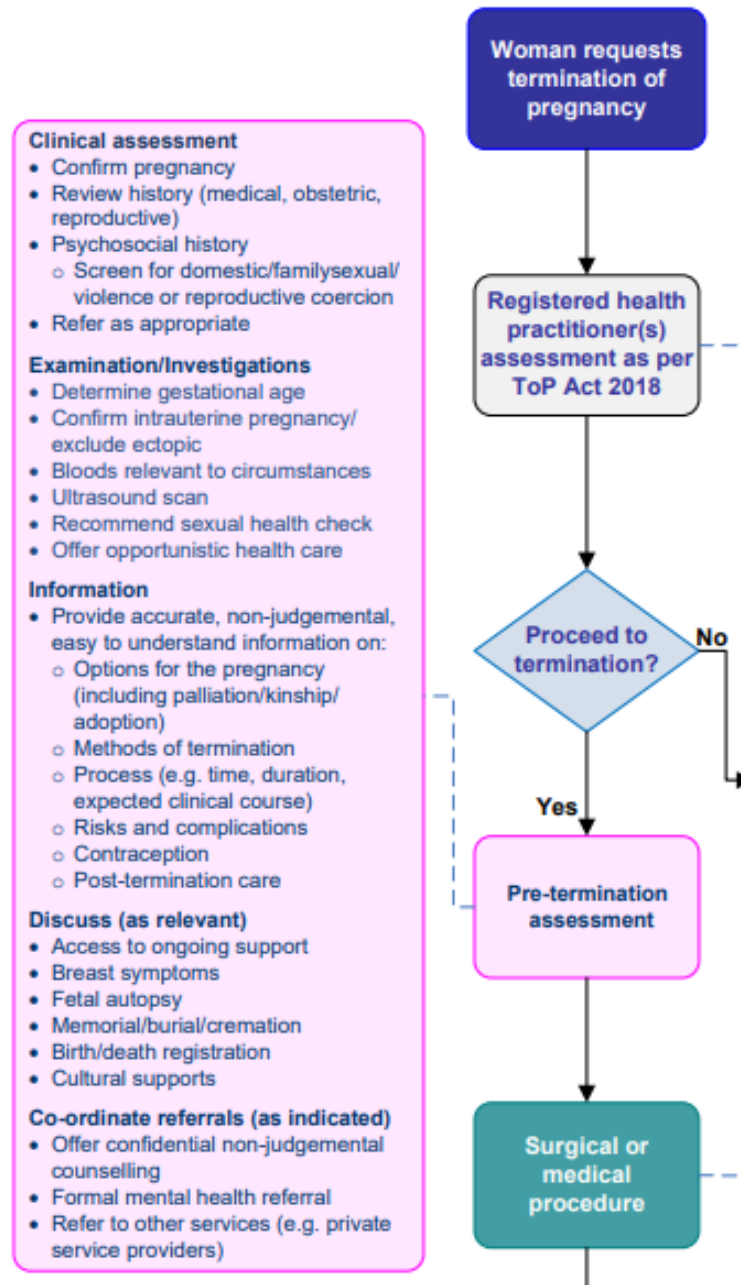 Woman requests
termination of
pregnancy
Clinical assessment
• Confirm pregnancy
• Review history (medical, obstetric,
reproductive)
• Psychosocial history
o Screen for domestic/familysexual/
violence or reproductive coercion
• Refer as appropriate
Examination/Investigations
• Determine gestational age
• Confirm intrauterine pregnancy/
exclude ectopic
• Bloods relevant to circumstances
• Ultrasound scan
• Recommend sexual health check
• Offer opportunistic health care
Information
• Provide accurate, non-judgemental,
easy to understand information on:
o Options for the pregnancy
(including palliation/kinship/
adoption)
o Methods of termination
o Process (e.g. time, duration,
expected clinical course)
o Risks and complications
o Contraception
o Post-termination care
Discuss (as relevant)
• Access to ongoing support
• Breast symptoms
• Fetal autopsy
• Memorial/burial/cremation
• Birth/death registration
• Cultural supports
Co-ordinate referrals (as indicated)
• Offer confidential non-judgemental
counselling
• Formal mental health referral
• Refer to other services (e.g. private
service providers)
Registered health
practitioner(s)
assessment as per
ToP Act 2018
Proceed to
termination?
No
Yes
Pre-termination
assessment
Surgical or
medical
procedure